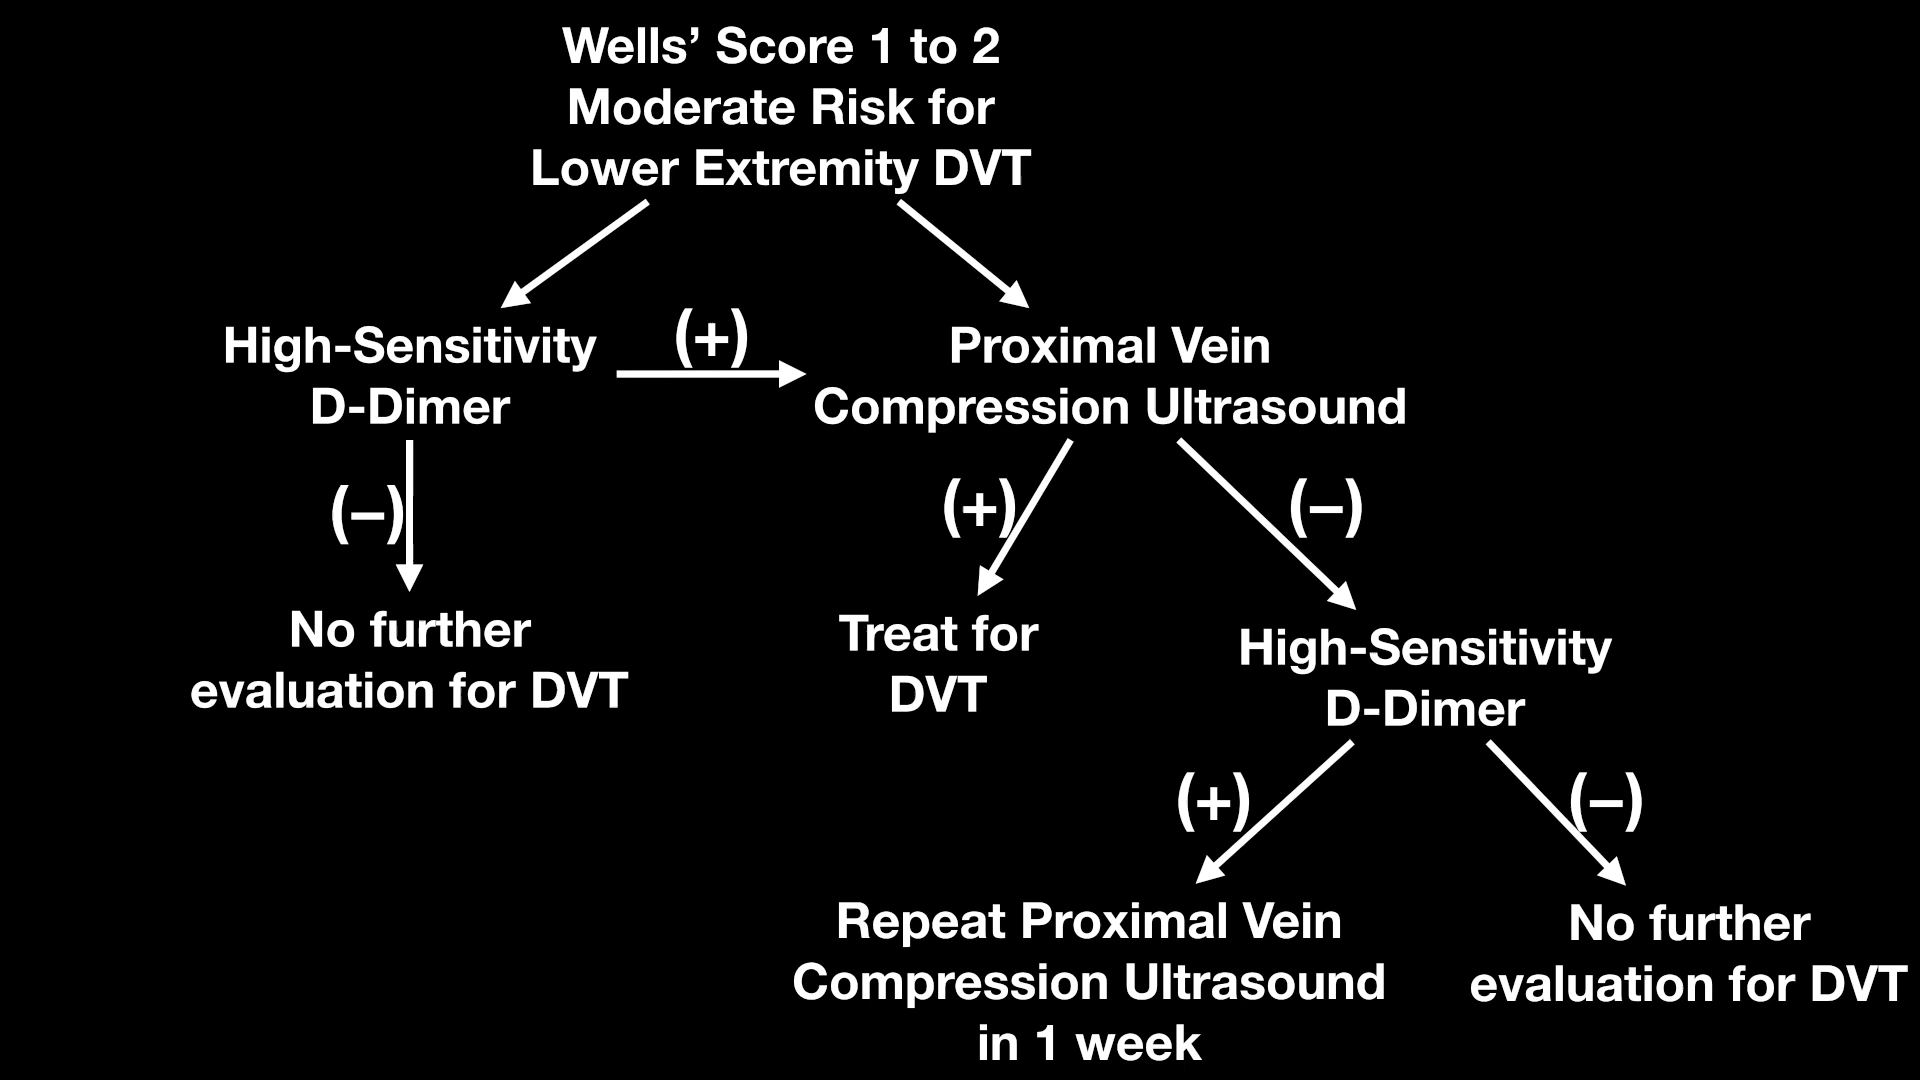 Wells’ Score 1 to 2
Moderate Risk for
Lower Extremity DVT
High-Sensitivity
D-Dimer
(+)
Proximal Vein
Compression Ultrasound
(–)
No further
evaluation for DVT
(+)
Treat for
DVT
(–)
High-Sensitivity
D-Dimer
(+)
Repeat Proximal Vein
Compression Ultrasound
in 1 week
(–)
No further
evaluation for DVT